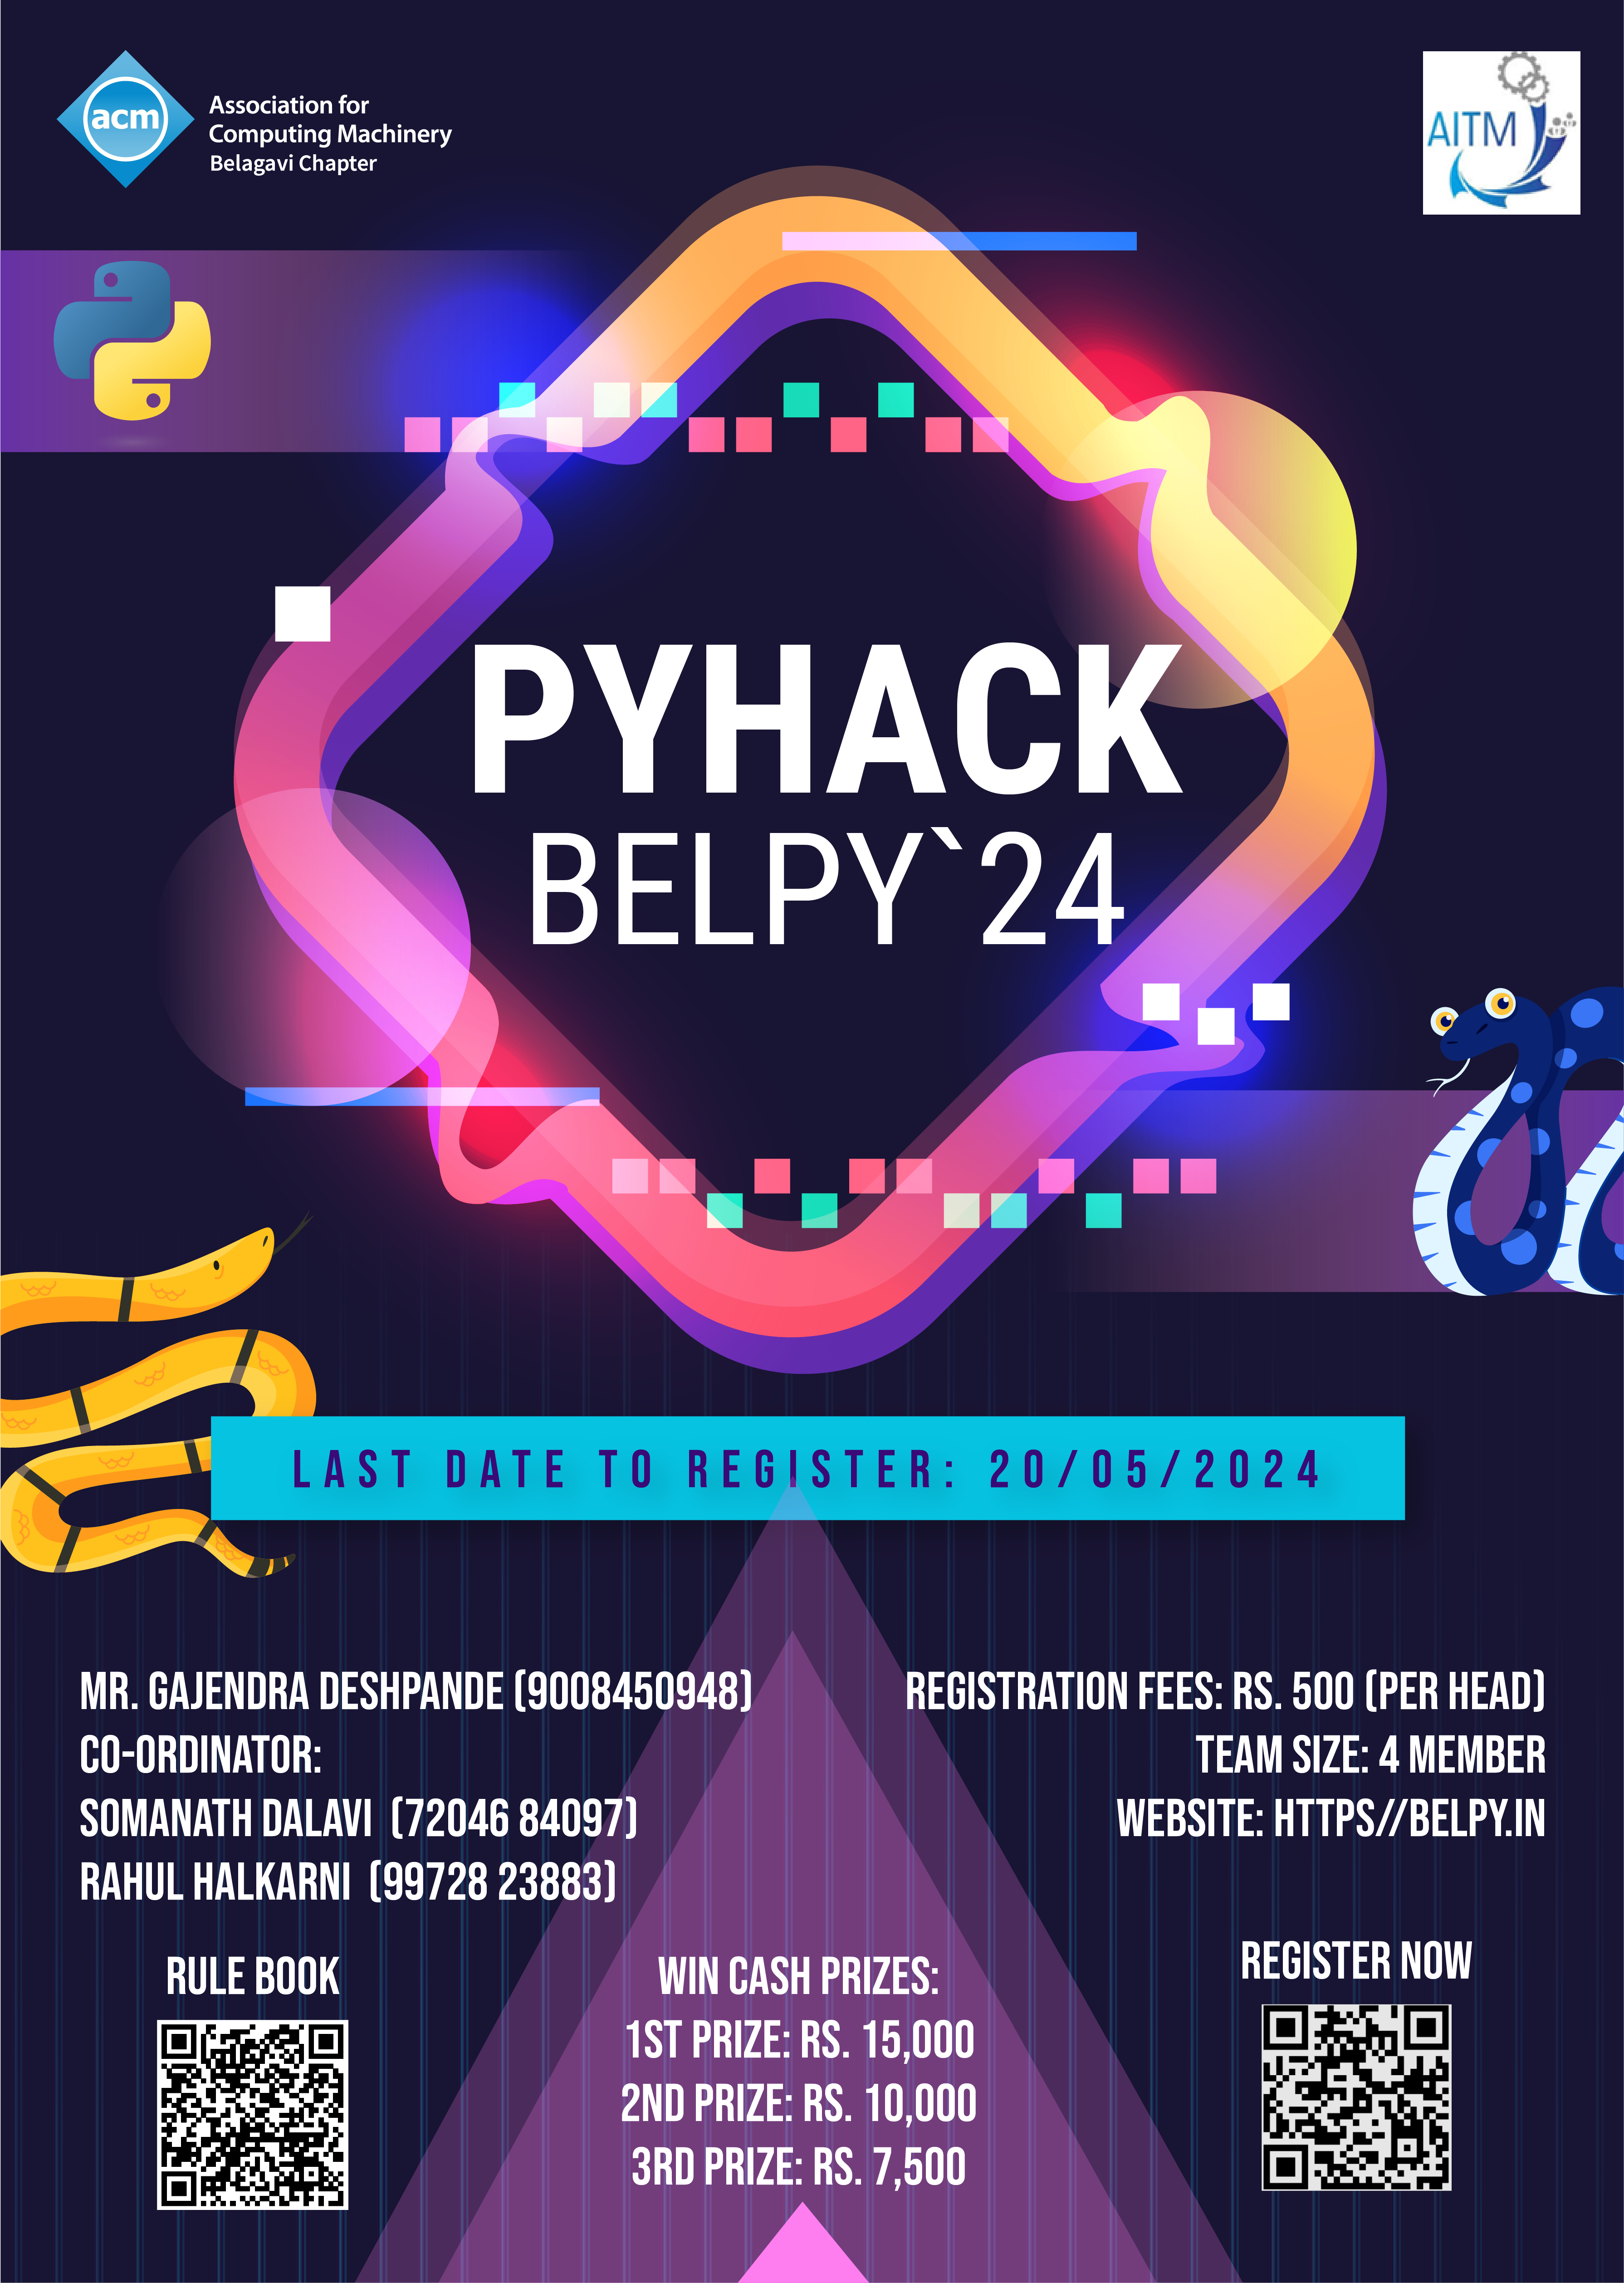 acm
Association for
Computing Machinery
Belagavi Chapter
AITM
PYHACK
BELPY`24
LAST DATE TO REGISTER: 20/05/2024
MR. GAJENDRA DESHPANDE (9008450948)
CO-ORDINATOR:
SOMANATH DALAVI (72046 84097)
RAHUL HALKARNI (99728 23883)
REGISTRATION FEES: RS. 500 (PER HEAD)
TEAM SIZE: 4 MEMBER
WEBSITE: HTTPS//BELPY.IN
RULE BOOK
WIN CASH PRIZES:
1ST PRIZE: RS. 15,000
2ND PRIZE: RS. 10,000
3RD PRIZE: RS. 7,500
REGISTER NOW